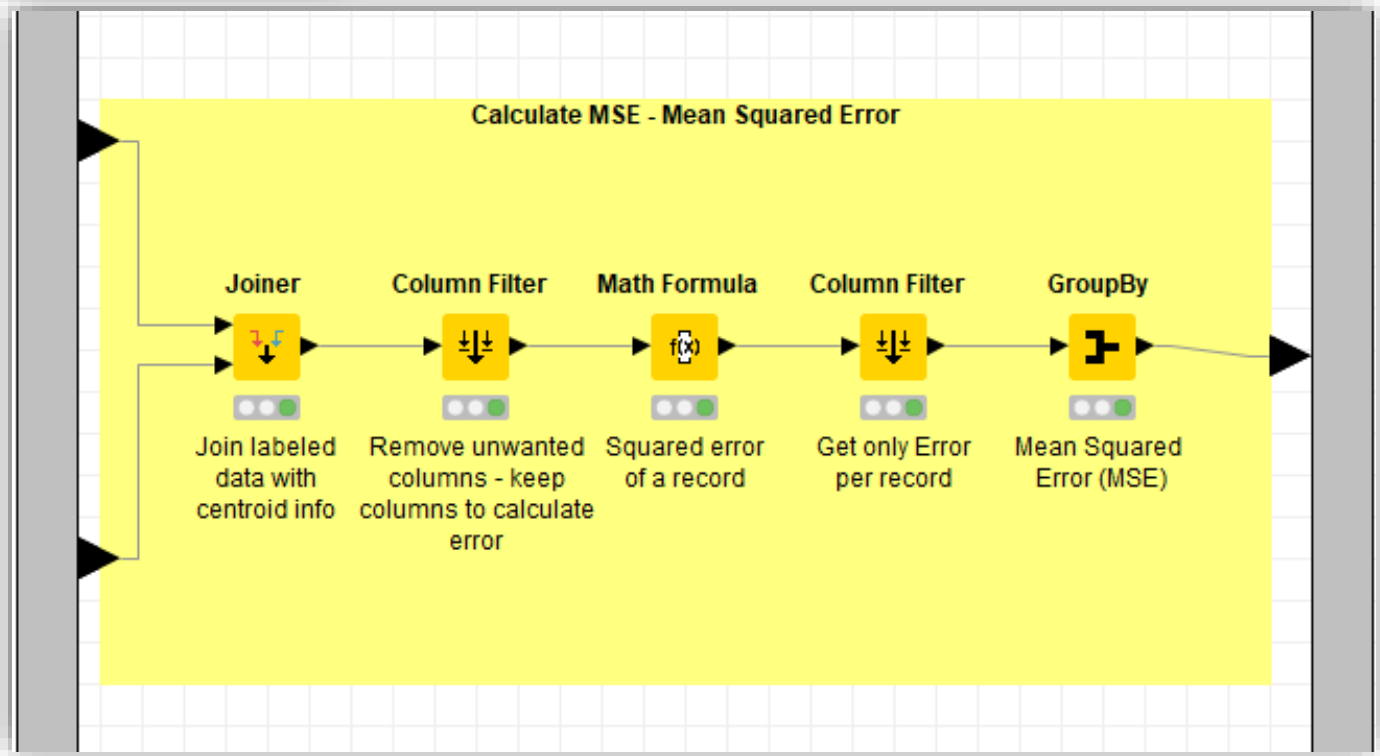 Calculate MSE - Mean Squared Error
Joiner
Column Filter
Math Formula
Column Filter
GroupBy
f(x)
Join labeled
data with
centroid info
Remove unwanted
columns - keep
columns to calculate
error
Squared error
of a record
Get only Error
per record
Mean Squared
Error (MSE)